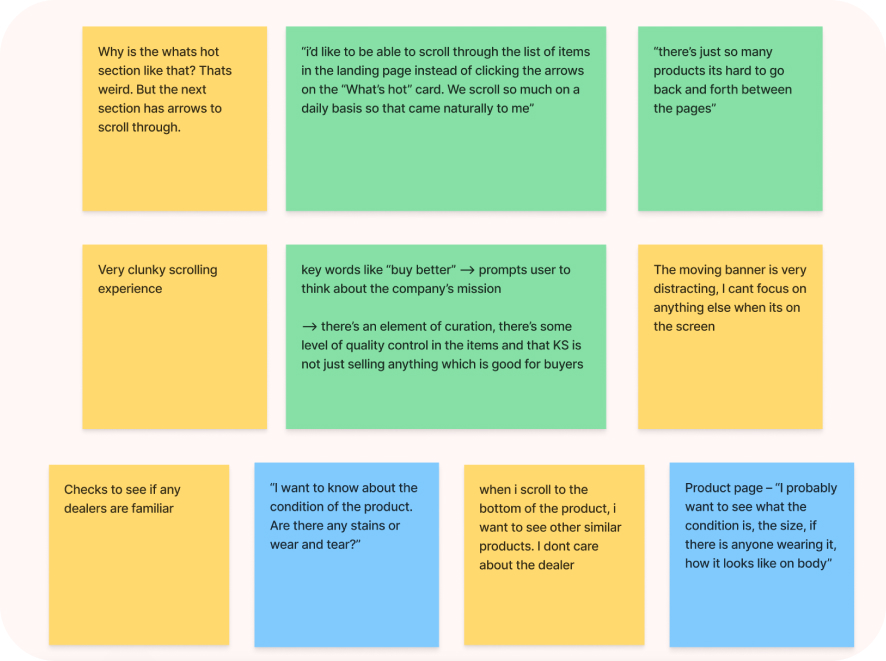 Why is the whats hot
section like that? Thats
weird. But the next
section has arrows to
scroll through.
“i’d like to be able to scroll through the list of items
in the landing page instead of clicking the arrows
on the “What’s hot” card. We scroll so much on a
daily basis so that came naturally to me”
“there’s just so many
products its hard to go
back and forth between
the pages”
Very clunky scrolling
experience
key words like “buy better” —> prompts user to
think about the company’s mission
—> there’s an element of curation, there’s some
level of quality control in the items and that KS is
not just selling anything which is good for buyers
The moving banner is very
distracting, I cant focus on
anything else when its on
the screen
Checks to see if any
dealers are familiar
“I want to know about the
condition of the product.
Are there any stains or
wear and tear?”
when i scroll to the
bottom of the product, i
want to see other similar
products. I dont care
about the dealer
Product page – “I probably
want to see what the
condition is, the size, if
there is anyone wearing it,
how it looks like on body”